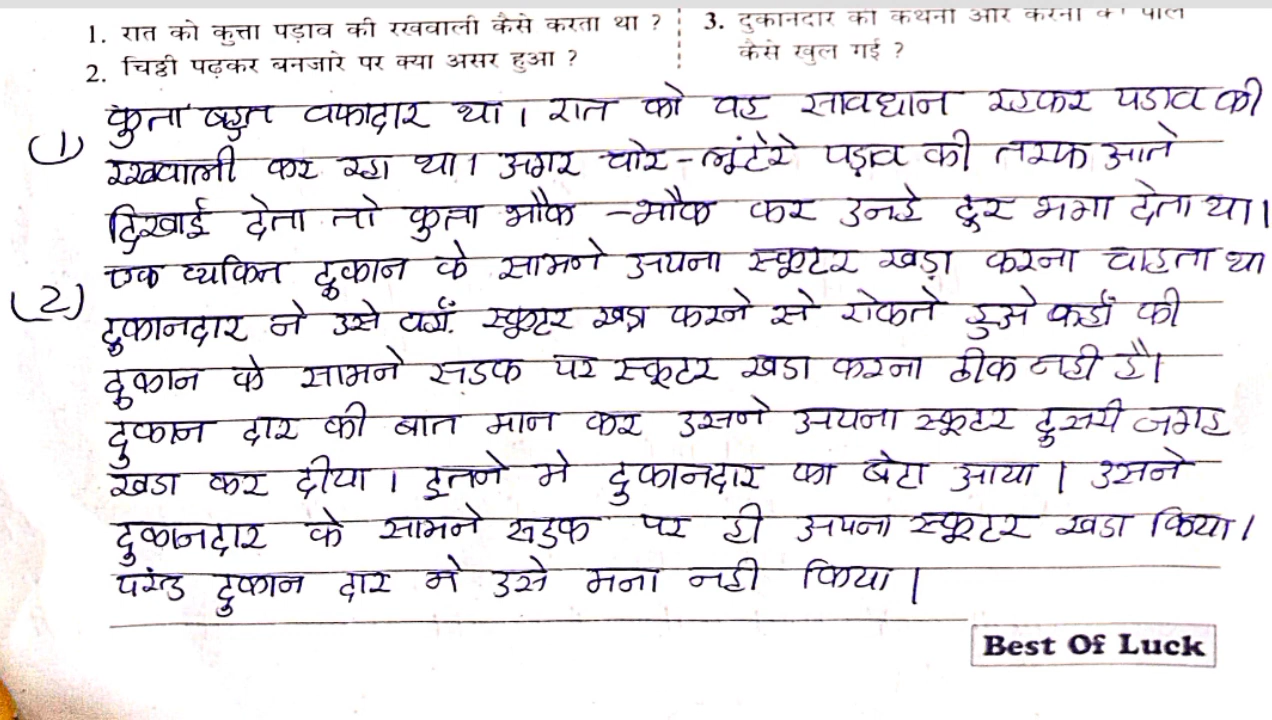 1. रात को कुत्ता पड़ाव की रखवाली कैसे करता था ?
2. चिठ्ठी पढ़कर बनजारे पर क्या असर हुआ ?
3. दुकानदार की कथनी और करनी की पोल
कैसे खुल गई ?
(1) कुता बहुत वफादार था। रात को वह सावधान रहकर पडाव की
रखवाली कर रहा था। अगर चोर-लूंटेरे पड़ाव की तरफ आते
दिखाई देता तो कुत्ता भौंक-भौंक कर उनहे दूर भगा देता था।
(2) एक व्यकित दुकान के सामने अपना स्कूटर खड़ा करना चाहता था
दुकानदार ने उसे वहाँ स्कूटर खडा करने से रोकते हुअे कहाँ की
दुकान के सामने सडक पर स्कूटर खडा करना ठीक नही है।
दुकान दार की बात मान कर उसने अपना स्कूटर दुसरी जगह
खडा कर दीया। इतने मे दुकानदार का बेटा आया। उसने
दुकानदार के सामने सडक पर ही अपना स्कूटर खडा किया।
दुकान दार ने उसे मना नही किया।
Best Of Luck